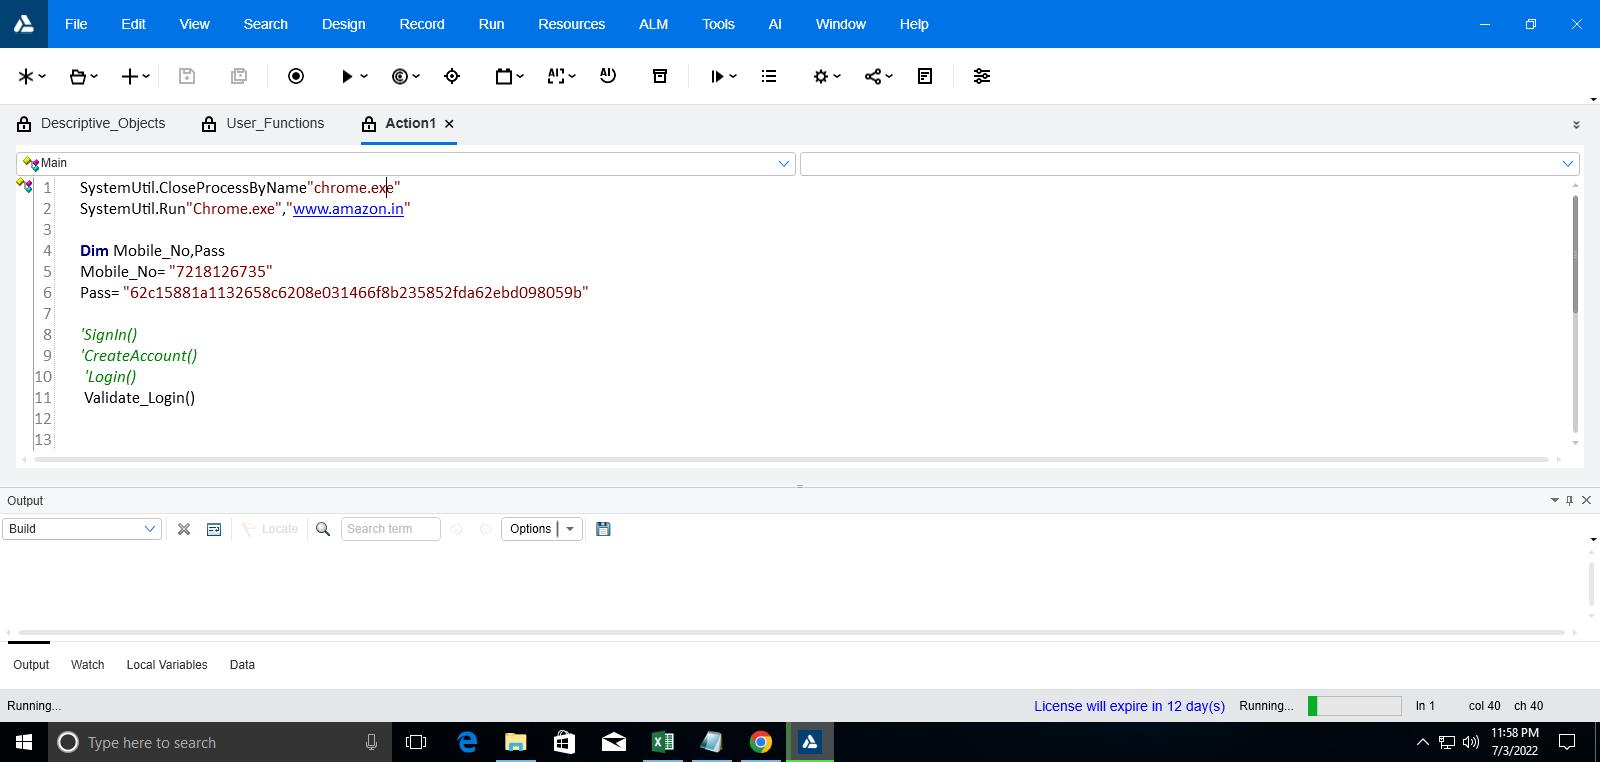 File Edit View Search Design Record Run Resources ALM Tools AI Window Help
Descriptive_Objects User_Functions Action1
Main
1 SystemUtil.CloseProcessByName"chrome.exe"
2 SystemUtil.Run"Chrome.exe","www.amazon.in"
3
4 Dim Mobile_No,Pass
5 Mobile_No= "7218126735"
6 Pass= "62c15881a1132658c6208e031466f8b235852fda62ebd098059b"
7
8 'SignIn()
9 'CreateAccount()
10 'Login()
11 Validate_Login()
12
13
Output
Build Locate Search term Options
Output Watch Local Variables Data
Running... License will expire in 12 day(s) Running... ln 1 col 40 ch 40
Type here to search 11:58 PM
7/3/2022